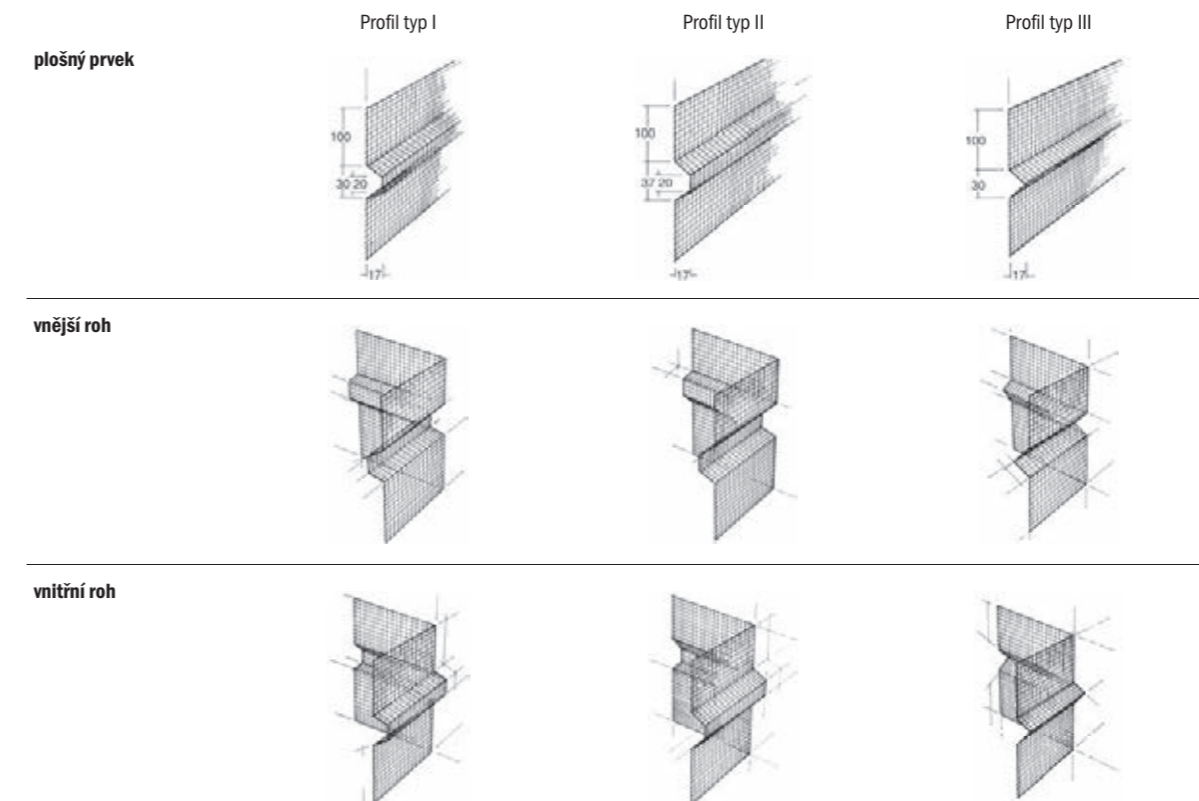 Profil typ I Profil typ II Profil typ III
plošný prvek
100 100 100
30 20 37 20 30
17 17 17
vnější roh
vnitřní roh